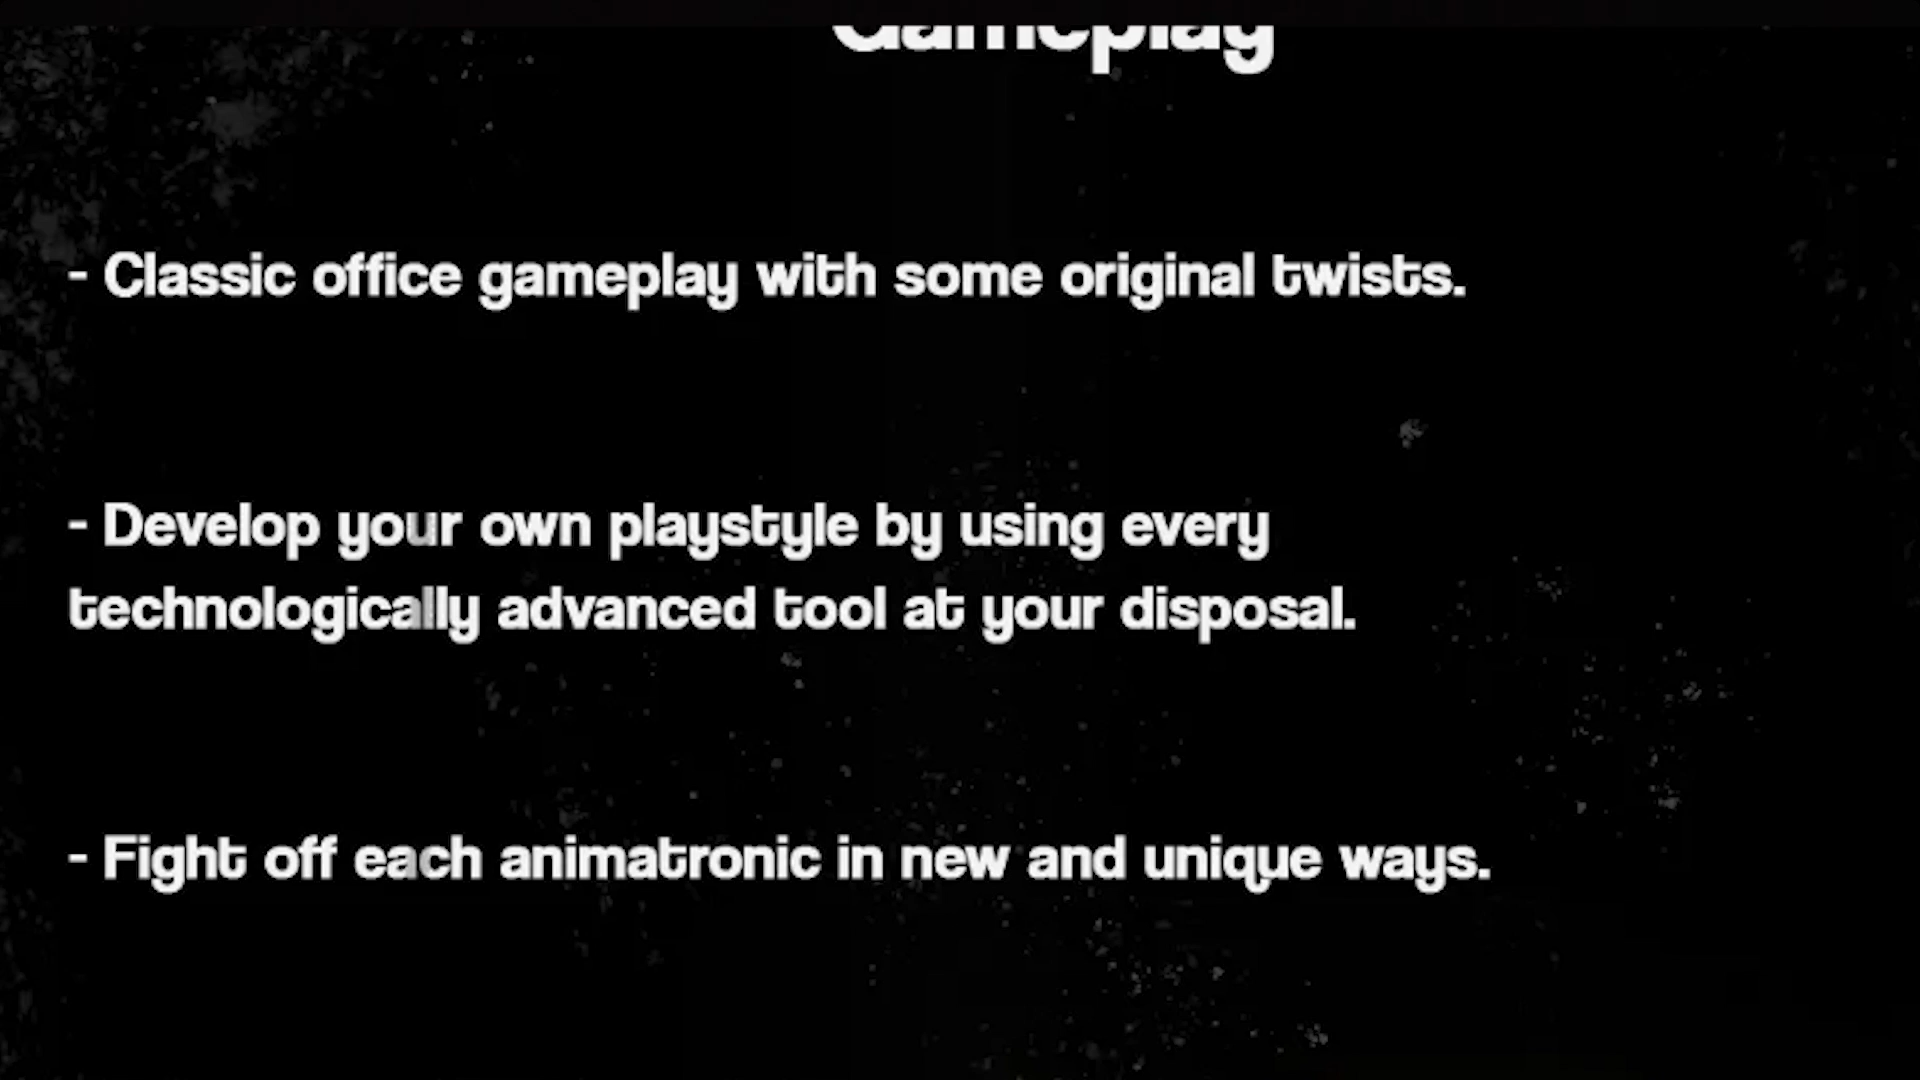 Gameplay
- Classic office gameplay with some original twists.
- Develop your own playstyle by using every
technologically advanced tool at your disposal.
- Fight off each animatronic in new and unique ways.